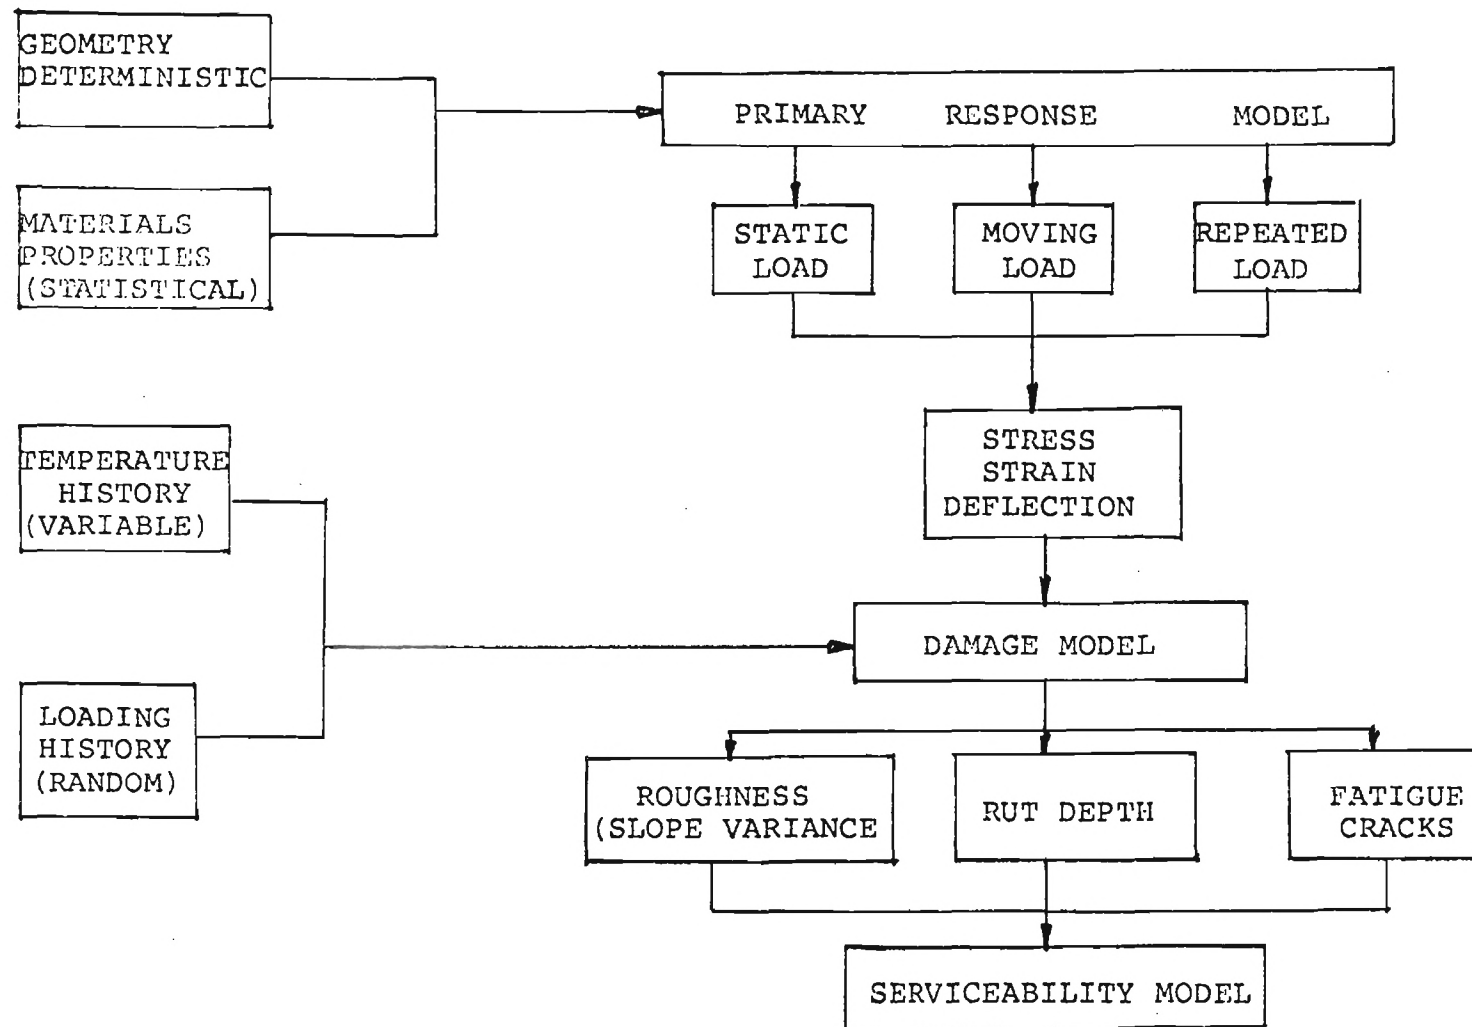 GEOMETRY
DETERMINISTIC
PRIMARY RESPONSE MODEL
MATERIALS
PROPERTIES
(STATISTICAL)
STATIC
LOAD
MOVING
LOAD
REPEATED
LOAD
STRESS
STRAIN
DEFLECTION
TEMPERATURE
HISTORY
(VARIABLE)
DAMAGE MODEL
LOADING
HISTORY
(RANDOM)
ROUGHNESS
(SLOPE VARIANCE
RUT DEPTH
FATIGUE
CRACKS
SERVICEABILITY MODEL